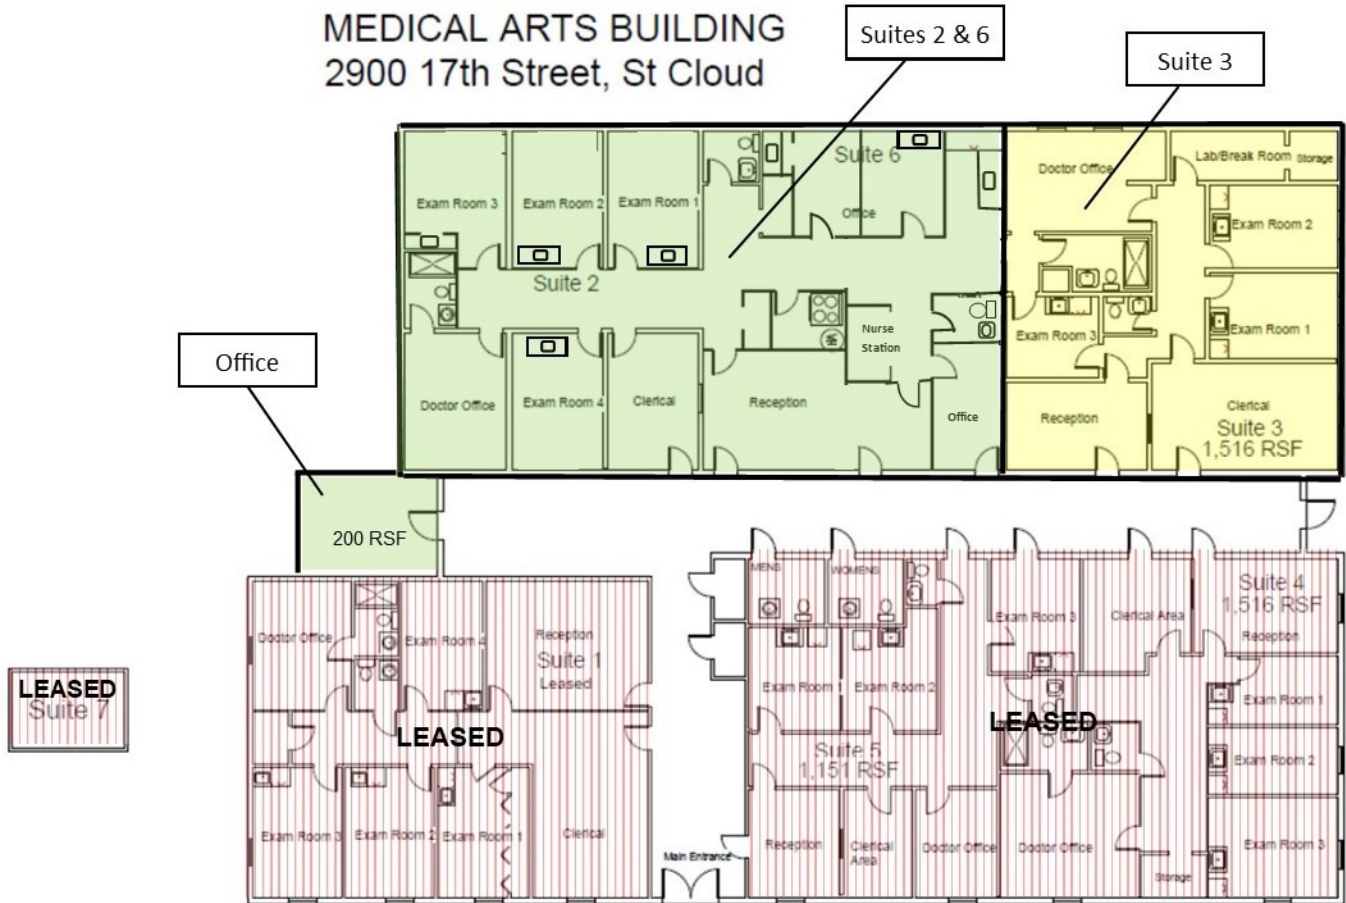 MEDICAL ARTS BUILDING
2900 17th Street, St Cloud
Suites 2 & 6
Suite 3
Office
Exam Room 3
Exam Room 2
Exam Room 1
Suite 6
Office
Suite 2
Doctor Office
Exam Room 4
Clerical
Reception
Nurse
Station
Office
Doctor Office
Lab/Break Room
Storage
Exam Room 2
Exam Room 1
Exam Room 3
Reception
Clerical
Suite 3
1,516 RSF
200 RSF
LEASED
Suite 7
Doctor Office
Exam Room 4
Reception
Suite 1
Leased
LEASED
Exam Room 3
Exam Room 2
Exam Room 1
Clerical
Main Entrance
MENS
WOMENS
Exam Room 1
Exam Room 2
Suite 5
1,151 RSF
Reception
Clerical
Area
Doctor Office
Exam Room 3
Clerical Area
Suite 4
1,516 RSF
Reception
LEASED
Exam Room 1
Exam Room 2
Exam Room 3
Doctor Office
Storage